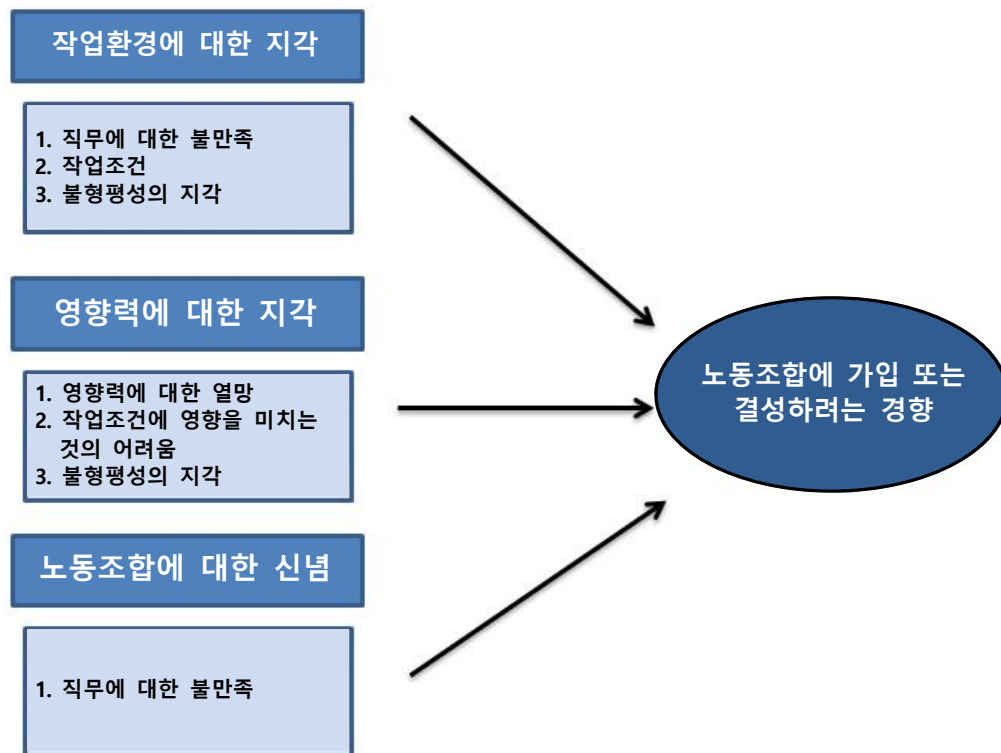 작업환경에 대한 지각
1. 직무에 대한 불만족
2. 작업조건
3. 불형평성의 지각
영향력에 대한 지각
1. 영향력에 대한 열망
2. 작업조건에 영향을 미치는
것의 어려움
3. 불형평성의 지각
노동조합에 대한 신념
1. 직무에 대한 불만족
노동조합에 가입 또는
결성하려는 경향